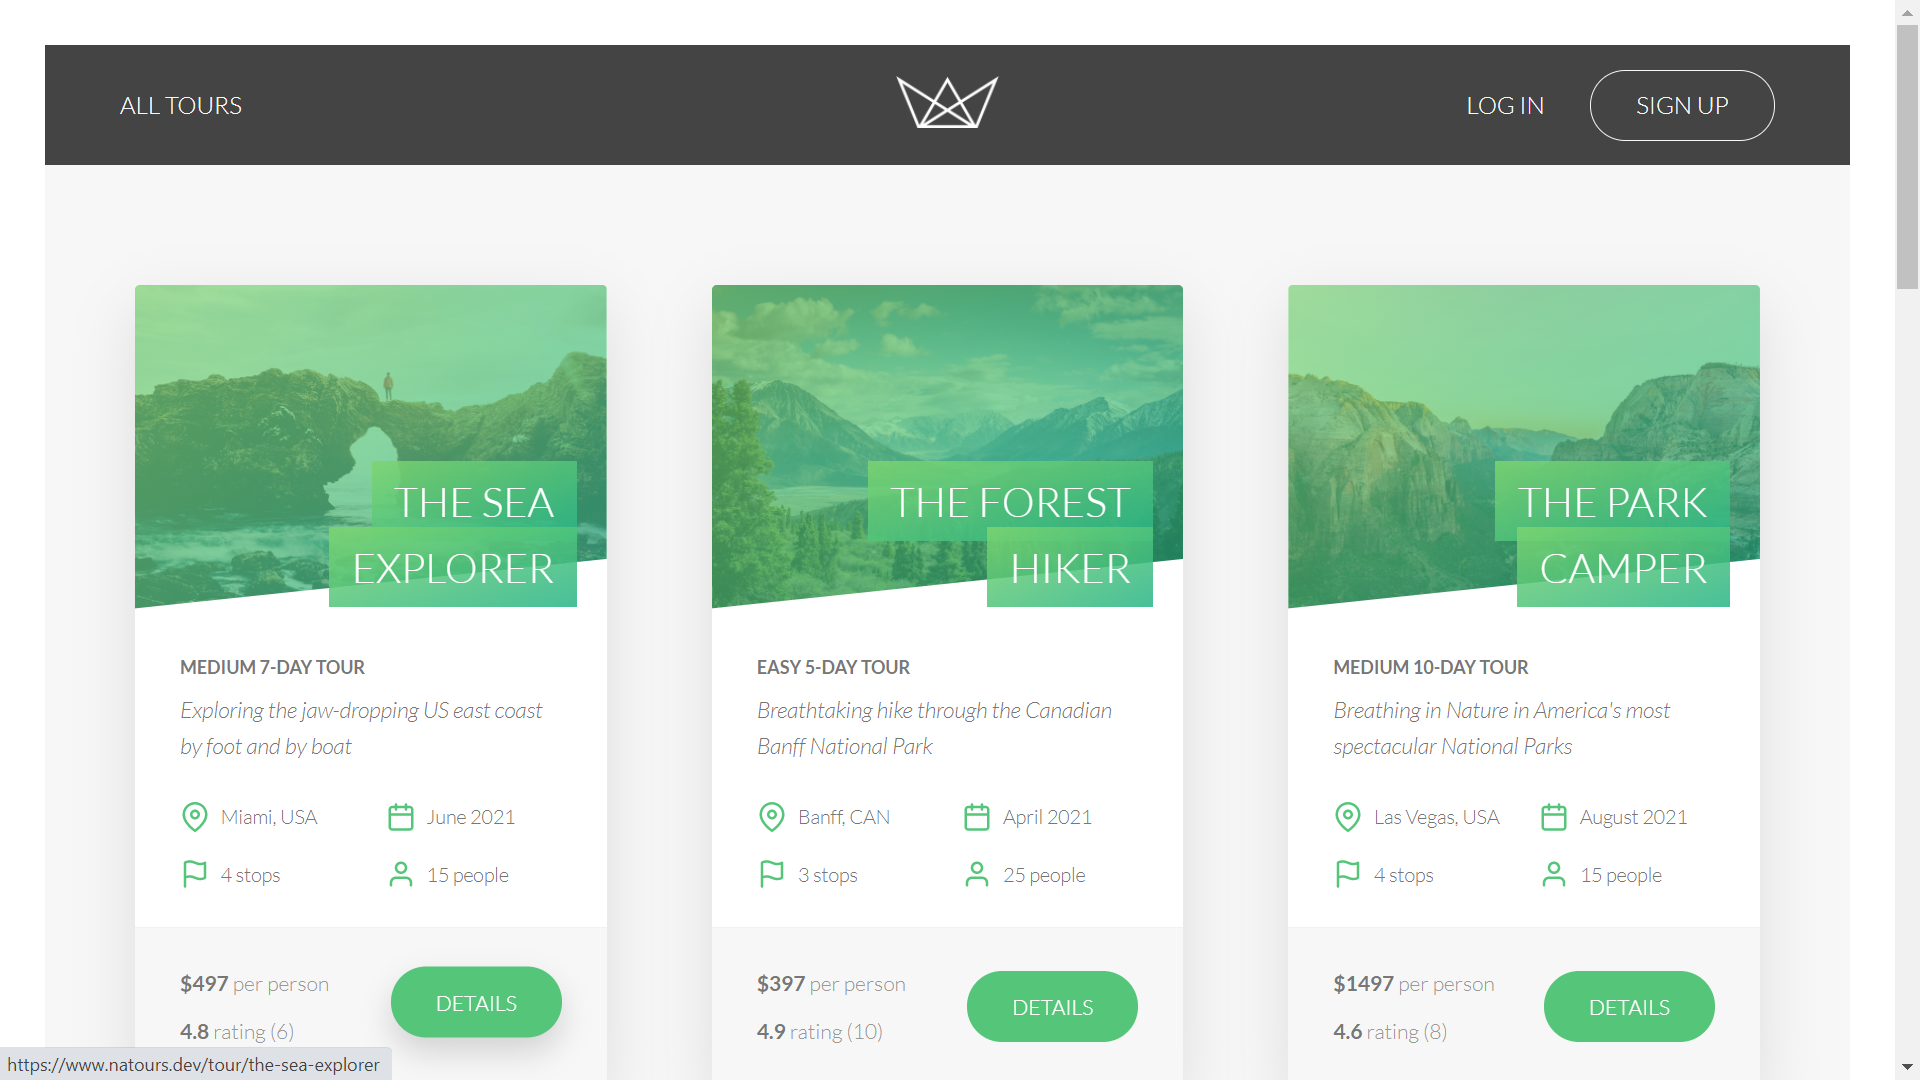 ALL TOURS
LOG IN
SIGN UP
THE SEA
EXPLORER
MEDIUM 7-DAY TOUR
Exploring the jaw-dropping US east coast
by foot and by boat
Miami, USA
June 2021
4 stops
15 people
$497 per person
4.8 rating (6)
DETAILS
THE FOREST
HIKER
EASY 5-DAY TOUR
Breathtaking hike through the Canadian
Banff National Park
Banff, CAN
April 2021
3 stops
25 people
$397 per person
4.9 rating (10)
DETAILS
THE PARK
CAMPER
MEDIUM 10-DAY TOUR
Breathing in Nature in America's most
spectacular National Parks
Las Vegas, USA
August 2021
4 stops
15 people
$1497 per person
4.6 rating (8)
DETAILS
https://www.natours.dev/tour/the-sea-explorer